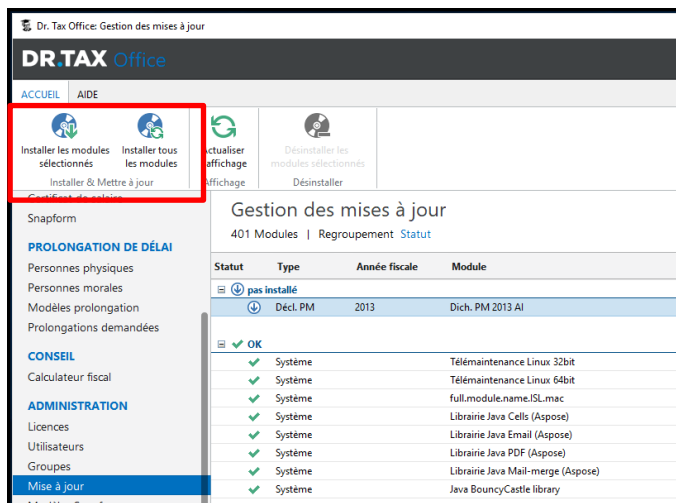 Dr. Tax Office: Gestion des mises à jour
DR.TAX Office
ACCUEIL AIDE
Installer les modules sélectionnés
Installer tous les modules
Actualiser affichage
Désinstaller les modules sélectionnés
Installer & Mettre à jour
Affichage
Désinstaller
Certificat de salaire
Snapform
PROLONGATION DE DÉLAI
Personnes physiques
Personnes morales
Modèles prolongation
Prolongations demandées
CONSEIL
Calculateur fiscal
ADMINISTRATION
Licences
Utilisateurs
Groupes
Mise à jour
Gestion des mises à jour
401 Modules | Regroupement Statut
Statut Type Année fiscale Module
pas installé
Décl. PM 2013 Dich. PM 2013 AI
OK
Système Télémaintenance Linux 32bit
Système Télémaintenance Linux 64bit
Système full.module.name.ISL.mac
Système Librairie Java Cells (Aspose)
Système Librairie Java Email (Aspose)
Système Librairie Java PDF (Aspose)
Système Librairie Java Mail-merge (Aspose)
Système Java BouncyCastle library